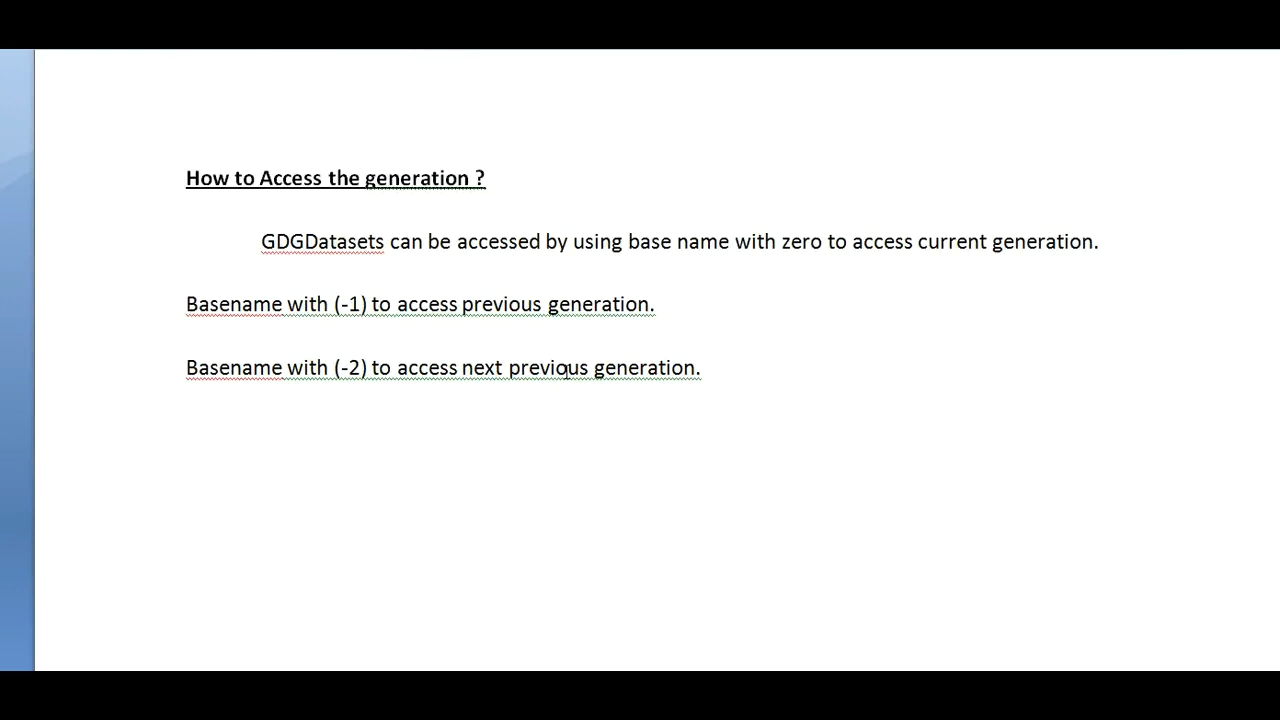 How to Access the generation ?
GDGDatasets can be accessed by using base name with zero to access current generation.
Basename with (-1) to access previous generation.
Basename with (-2) to access next previous generation.